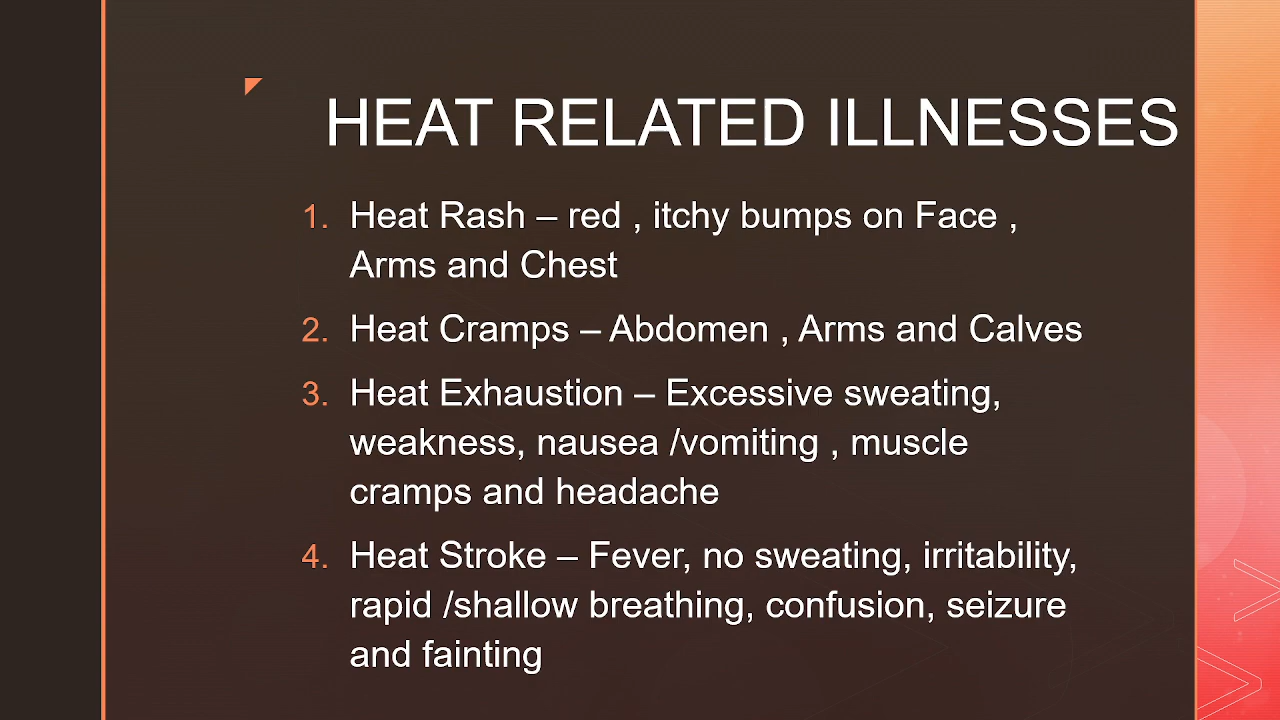 HEAT RELATED ILLNESSES
1. Heat Rash – red , itchy bumps on Face ,
Arms and Chest
2. Heat Cramps – Abdomen , Arms and Calves
3. Heat Exhaustion – Excessive sweating,
weakness, nausea /vomiting , muscle
cramps and headache
4. Heat Stroke – Fever, no sweating, irritability,
rapid /shallow breathing, confusion, seizure
and fainting